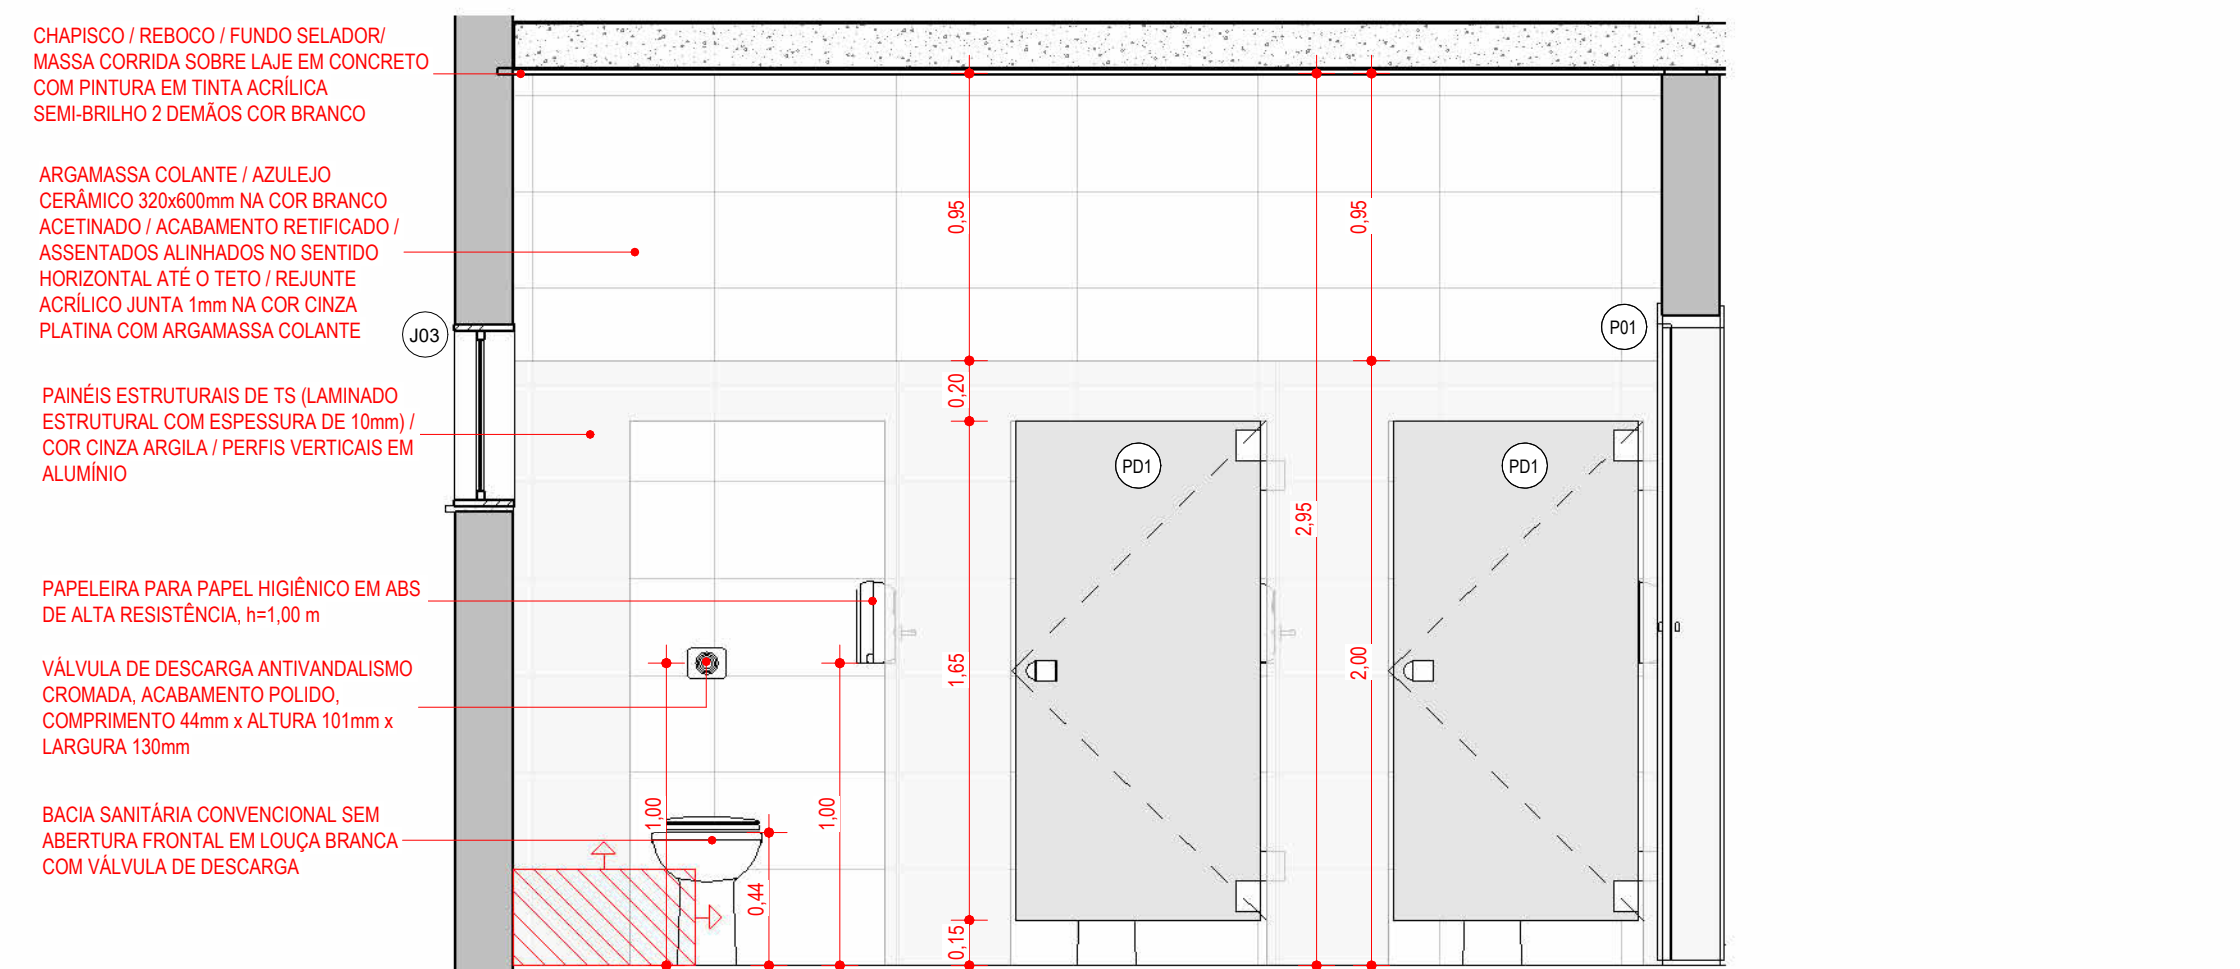 CHAPISCO / REBOCO / FUNDO SELADOR/
MASSA CORRIDA SOBRE LAJE EM CONCRETO
COM PINTURA EM TINTA ACRÍLICA
SEMI-BRILHO 2 DEMÃOS COR BRANCO
ARGAMASSA COLANTE / AZULEJO
CERÂMICO 320x600mm NA COR BRANCO
ACETINADO / ACABAMENTO RETIFICADO /
ASSENTADOS ALINHADOS NO SENTIDO
HORIZONTAL ATÉ O TETO / REJUNTE
ACRÍLICO JUNTA 1mm NA COR CINZA
PLATINA COM ARGAMASSA COLANTE
J03
PAINÉIS ESTRUTURAIS DE TS (LAMINADO
ESTRUTURAL COM ESPESSURA DE 10mm) /
COR CINZA ARGILA / PERFIS VERTICAIS EM
ALUMÍNIO
PAPELEIRA PARA PAPEL HIGIÊNICO EM ABS
DE ALTA RESISTÊNCIA, h=1,00 m
VÁLVULA DE DESCARGA ANTIVANDALISMO
CROMADA, ACABAMENTO POLIDO,
COMPRIMENTO 44mm x ALTURA 101mm x
LARGURA 130mm
BACIA SANITÁRIA CONVENCIONAL SEM
ABERTURA FRONTAL EM LOUÇA BRANCA
COM VÁLVULA DE DESCARGA
1,00
0,44
1,00
0,95
0,20
1,65
0,15
PD1
2,95
0,95
2,00
PD1
P01